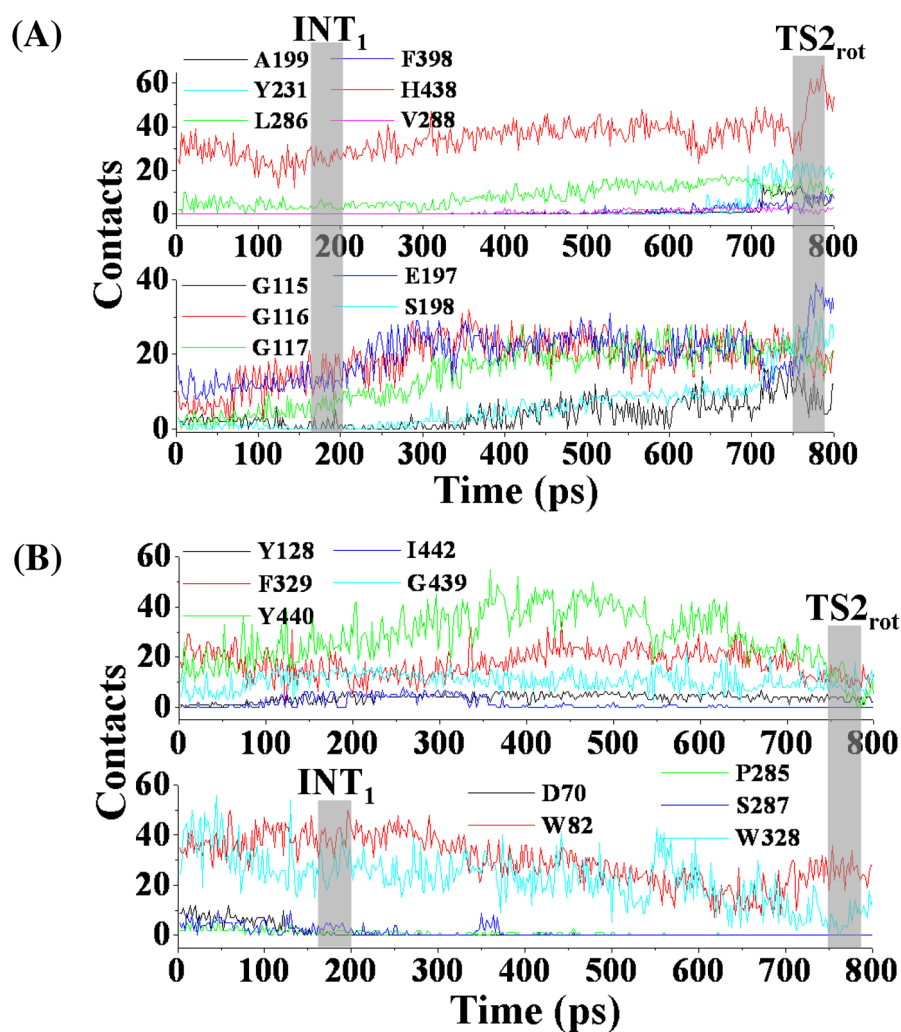 (A)
INT1
TS2rot
A199 F398
Y231 H438
L286 V288
60
40
20
0
0 100 200 300 400 500 600 700 800
Contacts
G115 E197
G116 S198
G117
40
20
0
0 100 200 300 400 500 600 700 800
Time (ps)
(B)
Y128 I442
F329 G439
Y440
TS2rot
60
40
20
0
0 100 200 300 400 500 600 700 800
Contacts
INT1
D70 P285
W82 S287
W328
60
40
20
0
0 100 200 300 400 500 600 700 800
Time (ps)